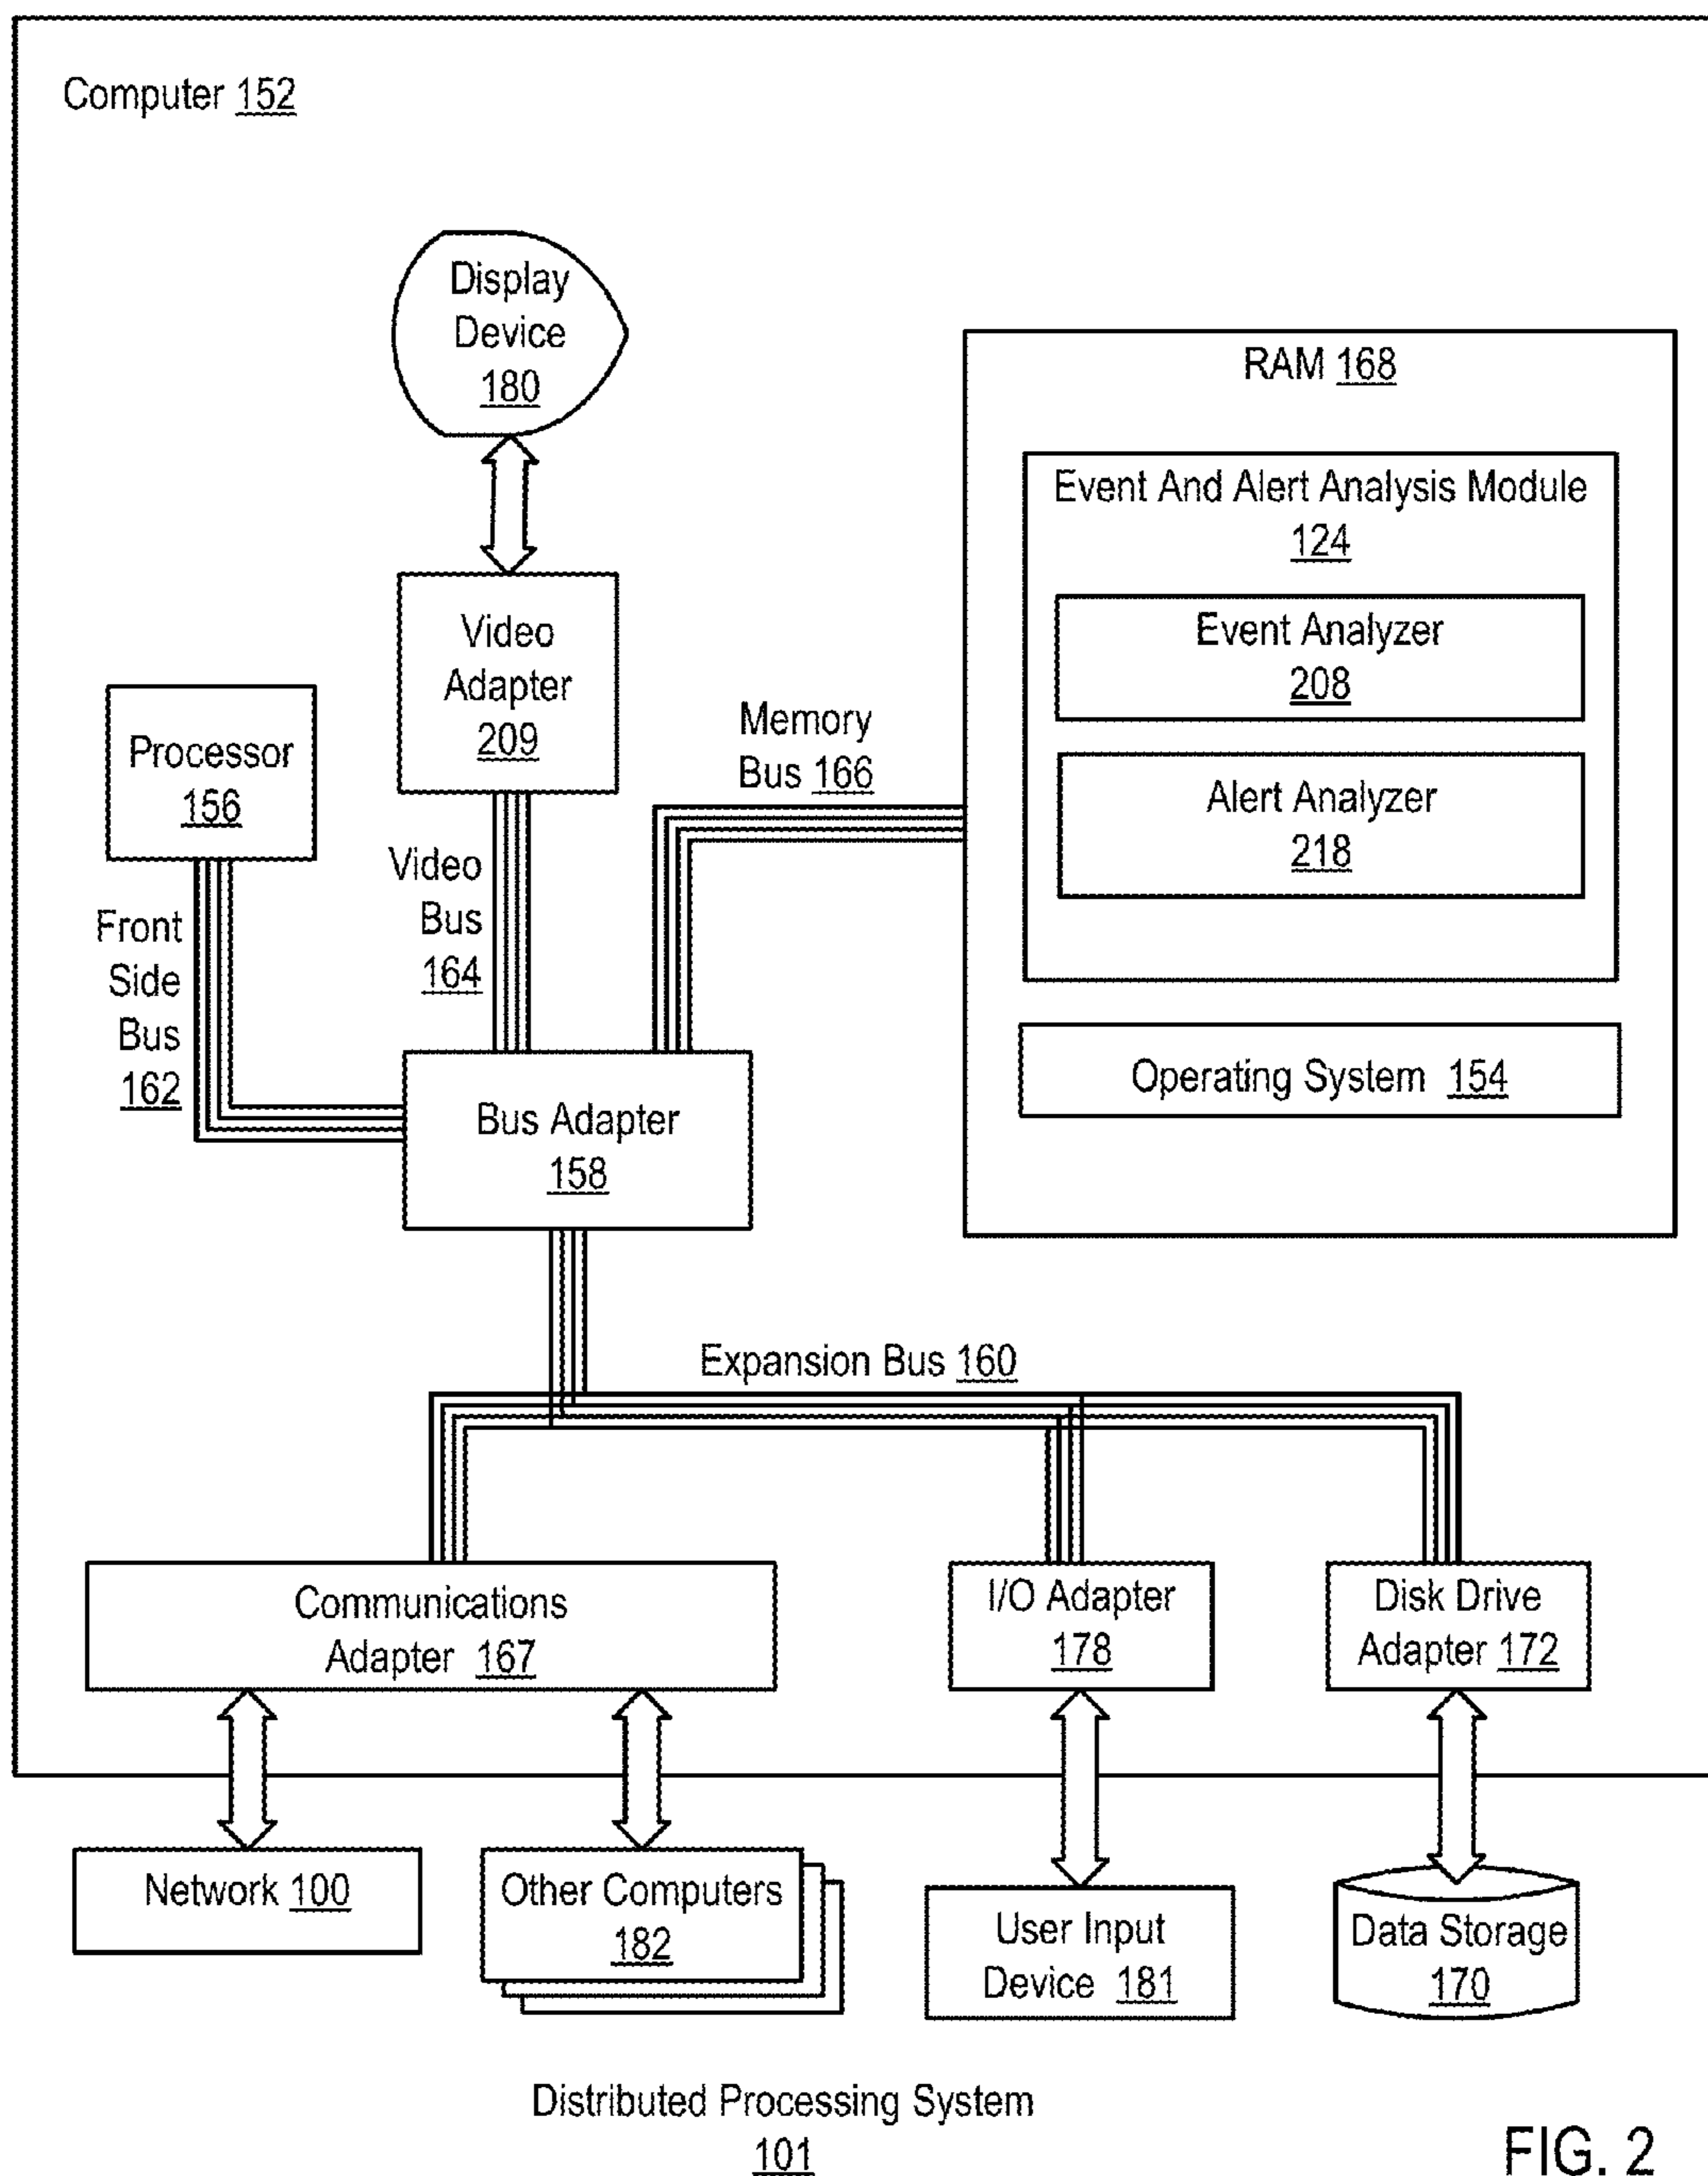 Computer 152
Display
Device
180
RAM 168
Event And Alert Analysis Module
124
Event Analyzer
208
Alert Analyzer
218
Operating System 154
Video
Adapter
209
Processor
156
Memory
Bus 166
Video
Bus
164
Front
Side
Bus
162
Bus Adapter
158
Expansion Bus 160
Communications
Adapter 167
I/O Adapter
178
Disk Drive
Adapter 172
Network 100
Other Computers
182
User Input
Device 181
Data Storage
170
Distributed Processing System
101
FIG. 2